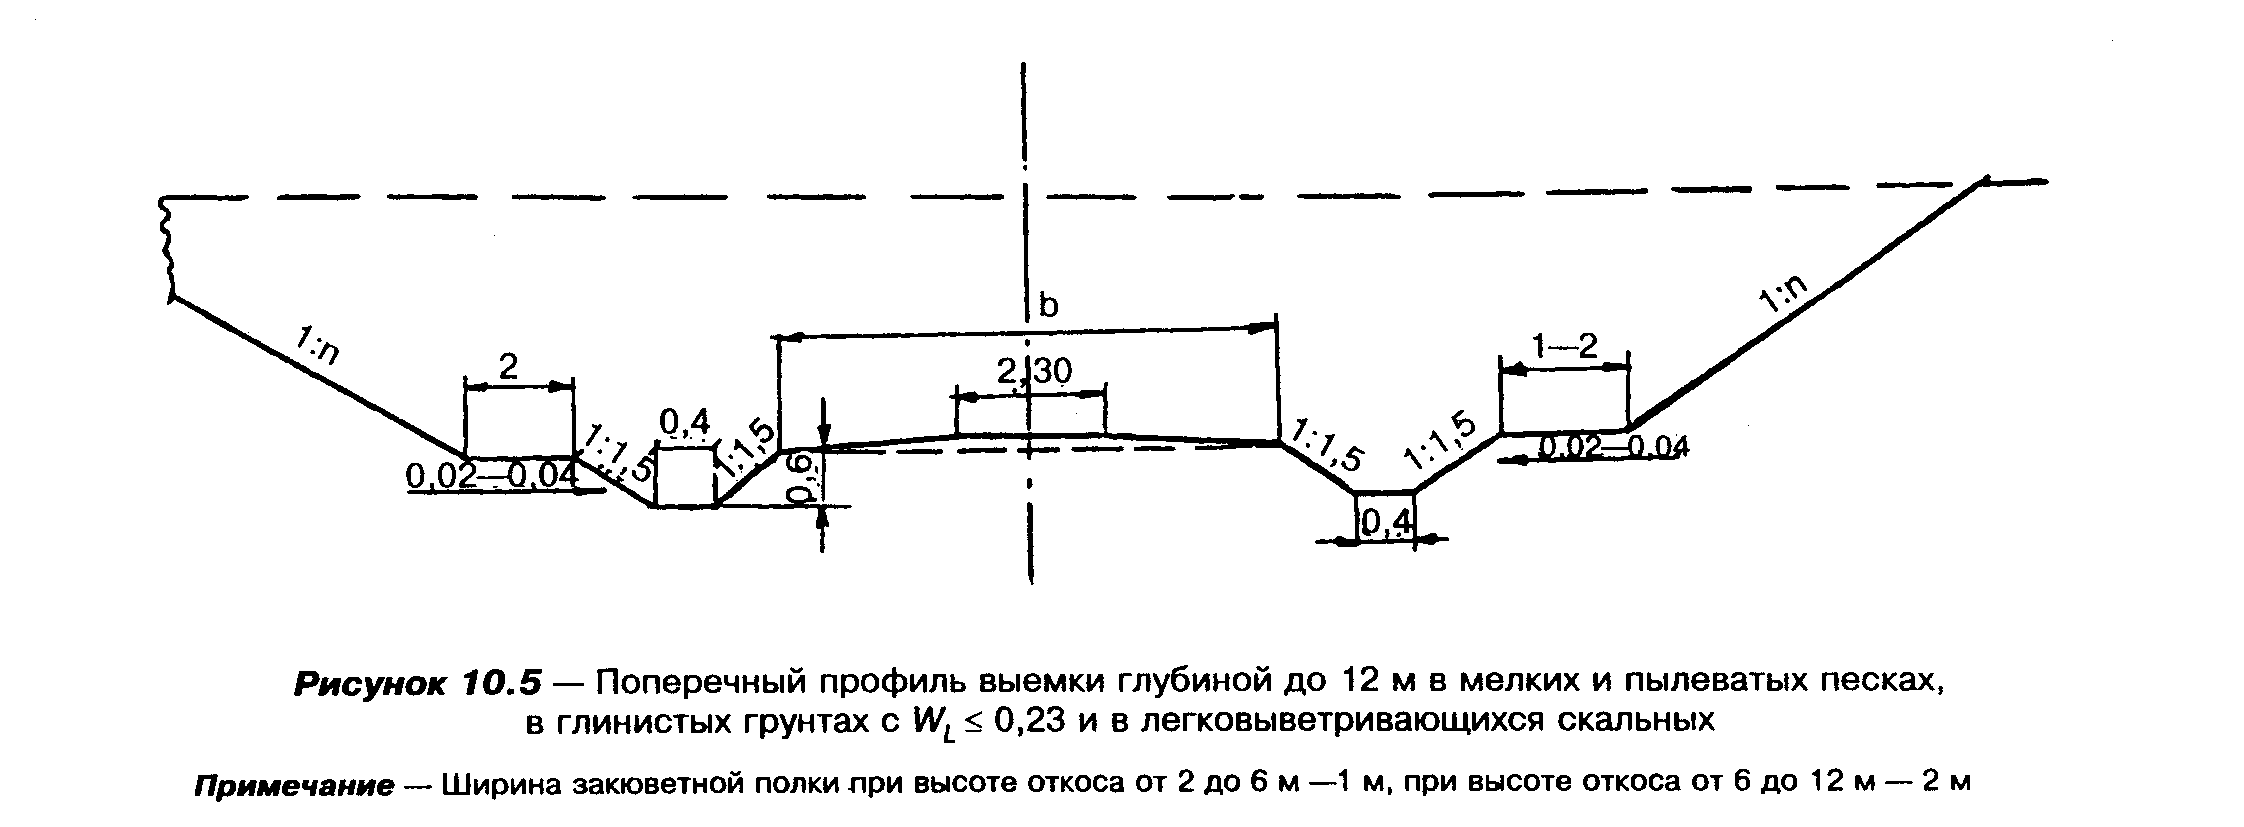 b
1:n
1:n
2
2,30
1—2
0,4
1:1,5
1:1,5
0,6
1:1,5
1:1,5
0,02—0,04
0,02—0,04
0,4
Рисунок 10.5 — Поперечный профиль выемки глубиной до 12 м в мелких и пылеватых песках,
в глинистых грунтах с WL ≤ 0,23 и в легковыветривающихся скальных
Примечание — Ширина закюветной полки при высоте откоса от 2 до 6 м —1 м, при высоте откоса от 6 до 12 м — 2 м